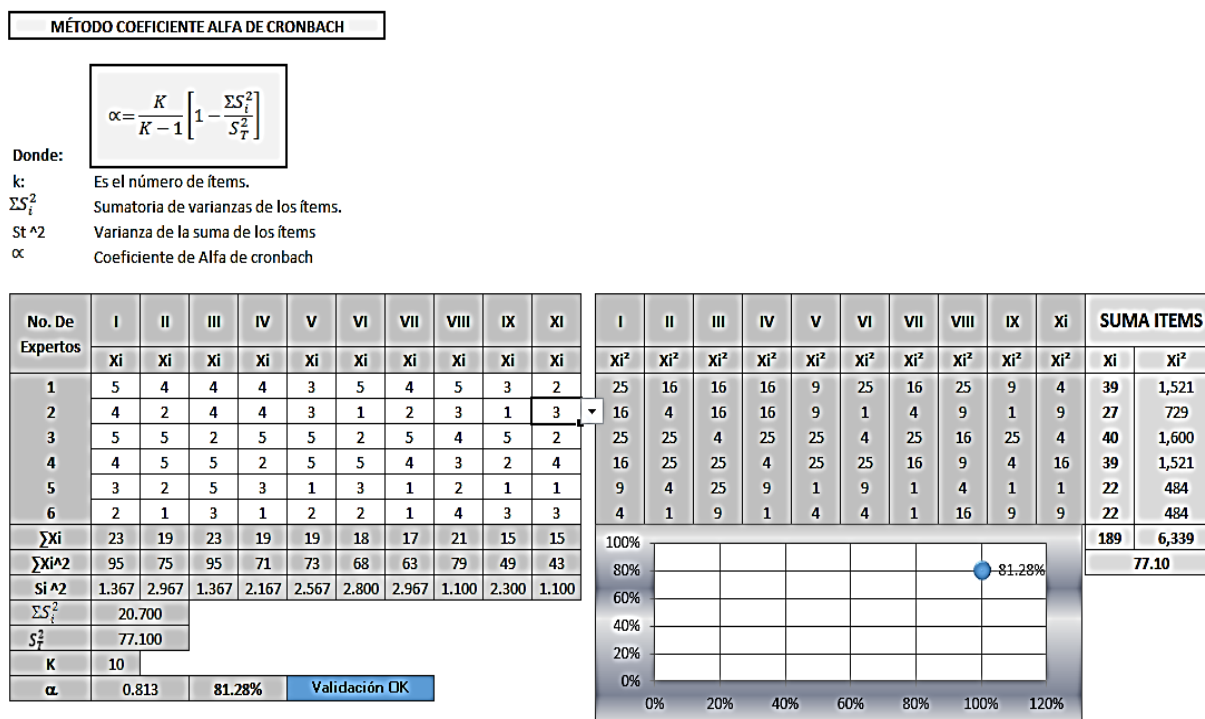 MÉTODO COEFICIENTE ALFA DE CRONBACH
∝= K / K − 1 [1 − ΣS_i^2 / S_T^2]
Donde:
k: Es el número de ítems.
ΣS_i^2 Sumatoria de varianzas de los ítems.
St ^2 Varianza de la suma de los ítems
∝ Coeficiente de Alfa de cronbach
No. De Expertos I II III IV V VI VII VIII IX XI
Xi Xi Xi Xi Xi Xi Xi Xi Xi Xi
1 5 4 4 4 3 5 4 5 3 2
2 4 2 4 4 3 1 2 3 1 3
3 5 5 2 5 5 2 5 4 5 2
4 4 5 5 2 5 5 4 3 2 4
5 3 2 5 3 1 3 1 2 1 1
6 2 1 3 1 2 2 1 4 3 3
∑Xi 23 19 23 19 19 18 17 21 15 15
∑Xi^2 95 75 95 71 73 68 63 79 49 43
Si ^2 1.367 2.967 1.367 2.167 2.567 2.800 2.967 1.100 2.300 1.100
ΣS_i^2 20.700
S_T^2 77.100
K 10
α 0.813 81.28% Validación OK
I II III IV V VI VII VIII IX Xi SUMA ITEMS
Xi² Xi² Xi² Xi² Xi² Xi² Xi² Xi² Xi² Xi² Xi Xi²
25 16 16 16 9 25 16 25 9 4 39 1,521
16 4 16 16 9 1 4 9 1 9 27 729
25 25 4 25 25 4 25 16 25 4 40 1,600
16 25 25 4 25 25 16 9 4 16 39 1,521
9 4 25 9 1 9 1 4 1 1 22 484
4 1 9 1 4 4 1 16 9 9 22 484
189 6,339
77.10
100%
80%
81.28%
60%
40%
20%
0%
0% 20% 40% 60% 80% 100% 120%